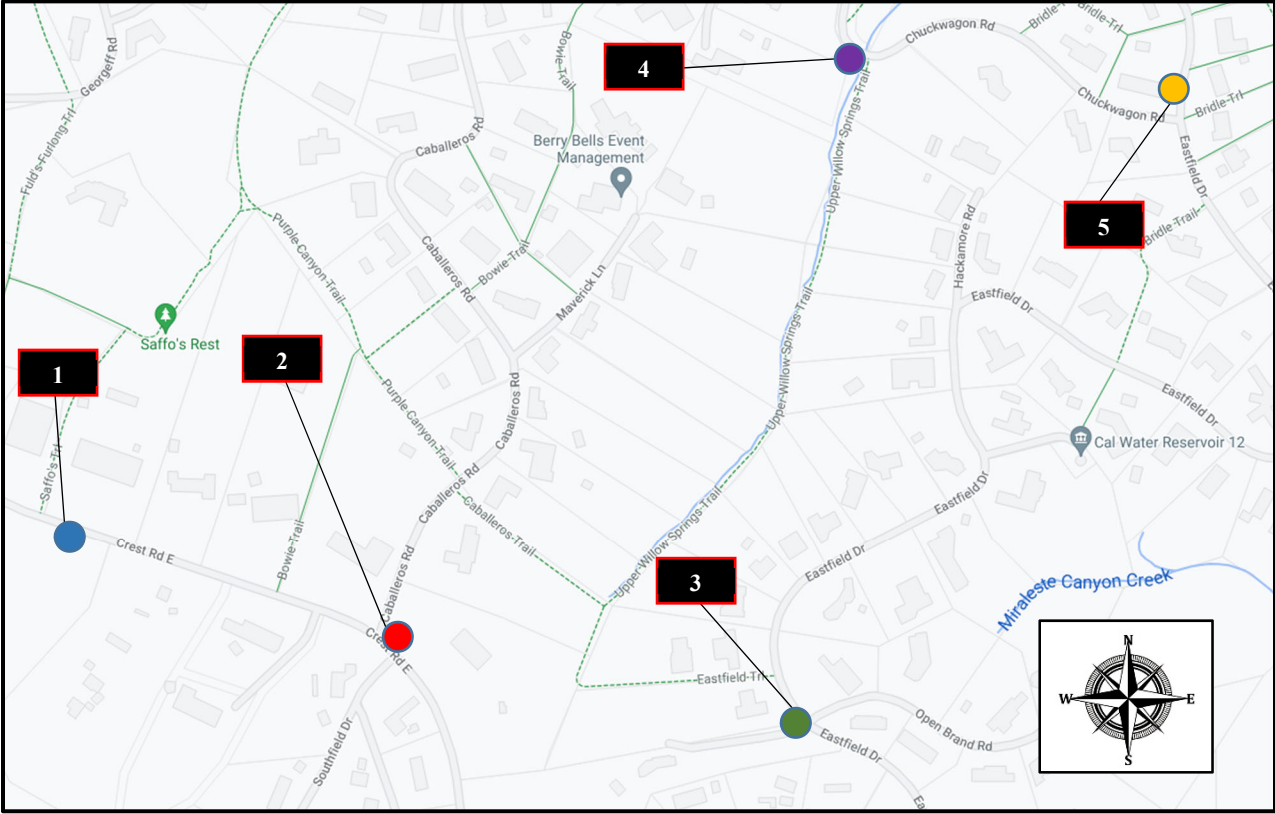 Georgeff Rd
Fuld's-Furlong-Trl
Bowie-Trail
4
Chuckwagon Rd
Bridle-Trl
Bridle-Trl
Chuckwagon Rd
Bridle-Trl
Caballeros Rd
Berry Bells Event
Management
Upper-Willow Springs-Trail
Eastfield Dr
5
Bridle-Trail
Purple-Canyon-Trail
Caballeros Rd
Bowie-Trail
Maverick Ln
Hackamore Rd
Eastfield Dr
Saffo's Rest
1
2
Upper-Willow-Springs-Trail
Caballeros Rd
Purple-Canyon-Trail
Eastfield Dr
Cal Water Reservoir 12
Saffo's-Trl
Caballeros Rd
Caballeros-Trail
Upper-Willow-Springs-Trail
Eastfield Dr
Crest Rd E
Bowie-Trail
Eastfield Dr
3
Miraleste Canyon Creek
Caballeros Rd
Crest Rd E
N
W
E
S
Eastfield-Trl
Southfield Dr
Eastfield Dr
Open Brand Rd
Ea